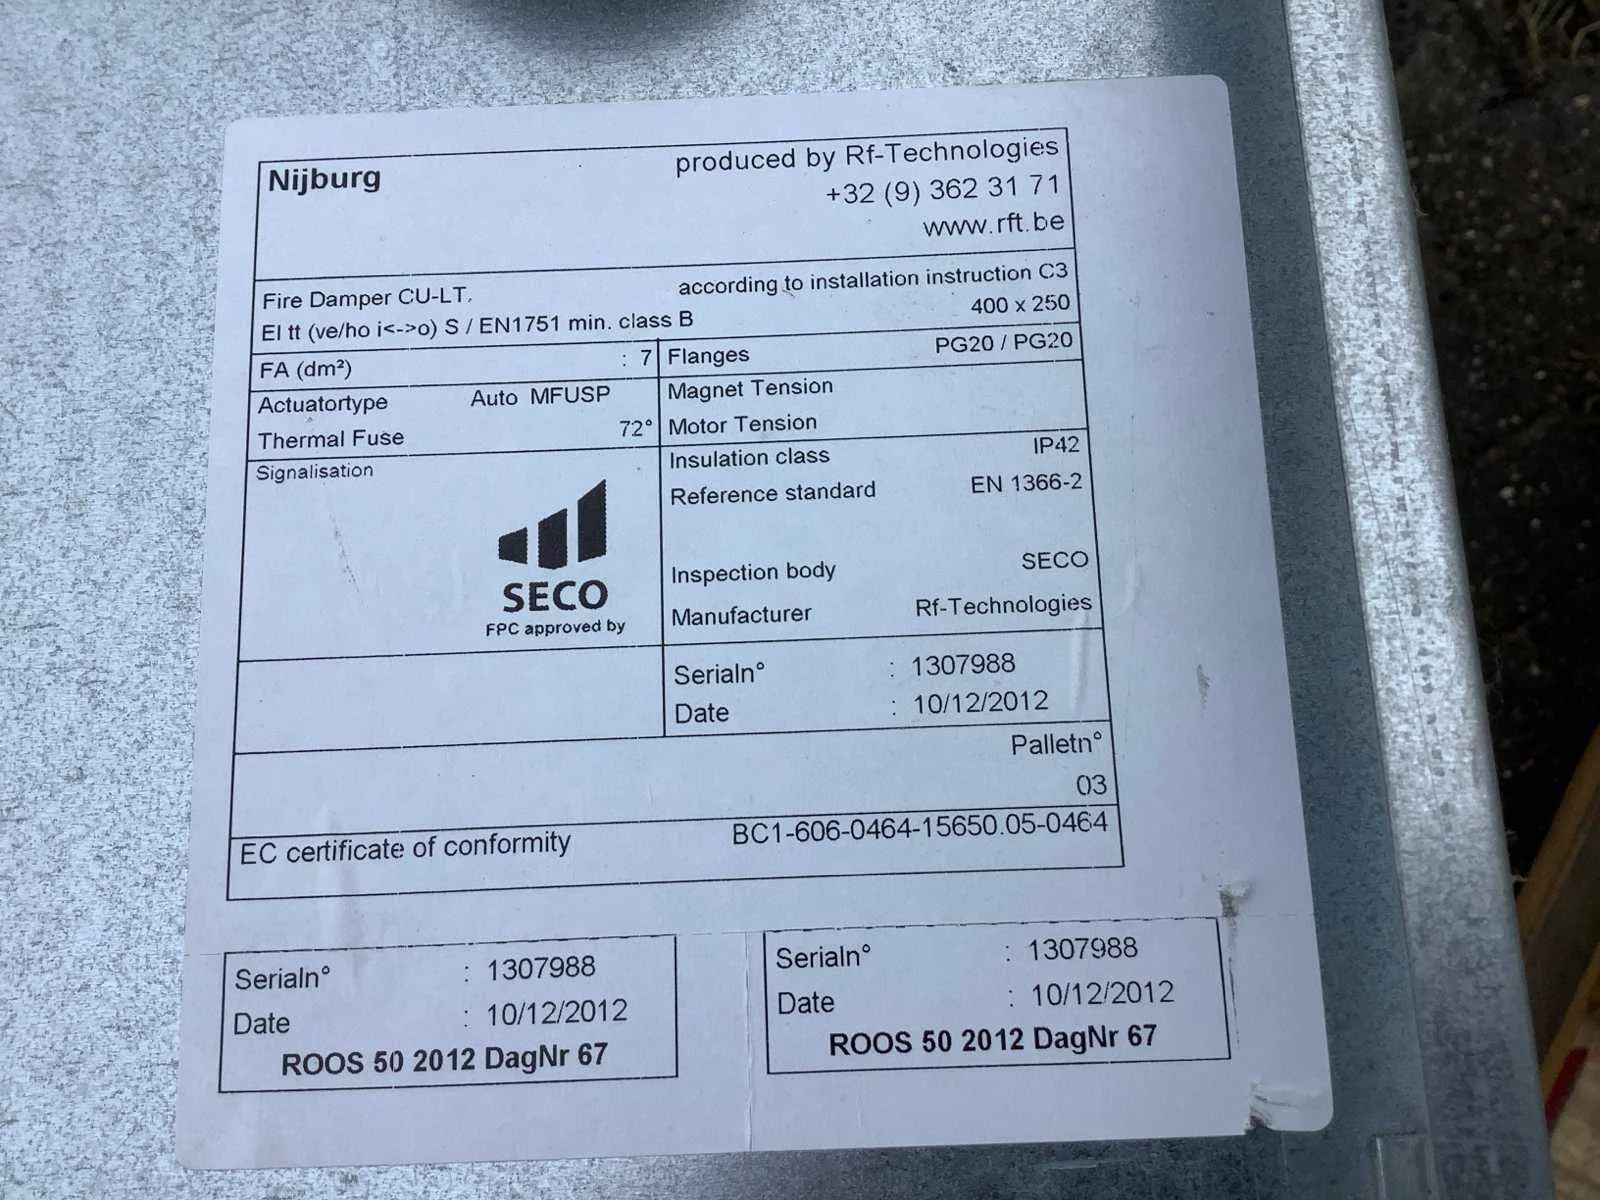 Nijburg
produced by Rf-Technologies
+32 (9) 362 31 71
www.rft.be
Fire Damper CU-LT. according to installation instruction C3
EI tt (ve/ho i<->o) S / EN1751 min. class B 400 x 250
FA (dm²) : 7 Flanges PG20 / PG20
Actuatortype Auto MFUSP Magnet Tension
Thermal Fuse 72° Motor Tension
Signalisation Insulation class IP42
Reference standard EN 1366-2
SECO
FPC approved by
Inspection body SECO
Manufacturer Rf-Technologies
Serialn° : 1307988
Date : 10/12/2012
Palletn°
03
EC certificate of conformity BC1-606-0464-15650.05-0464
Serialn° : 1307988
Date : 10/12/2012
ROOS 50 2012 DagNr 67
Serialn° : 1307988
Date : 10/12/2012
ROOS 50 2012 DagNr 67